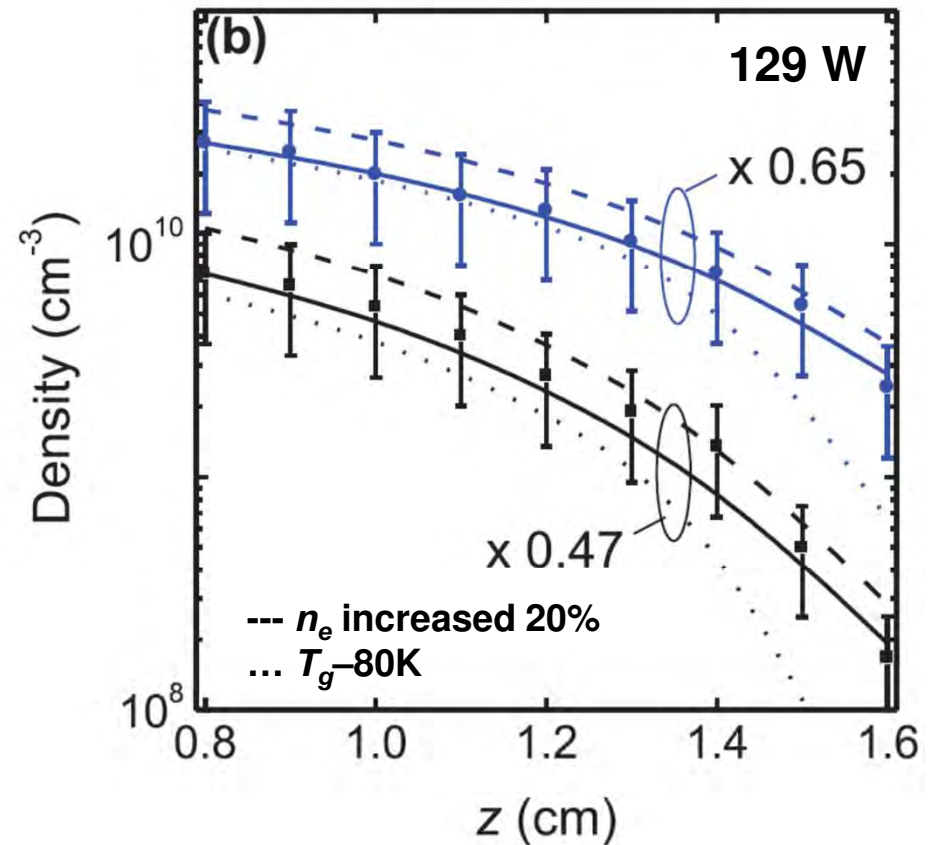 (b)
129 W
x 0.65
Density (cm⁻³)
10¹⁰
x 0.47
--- nₑ increased 20%
... T_g–80K
10⁸
0.8 1.0 1.2 1.4 1.6
z (cm)